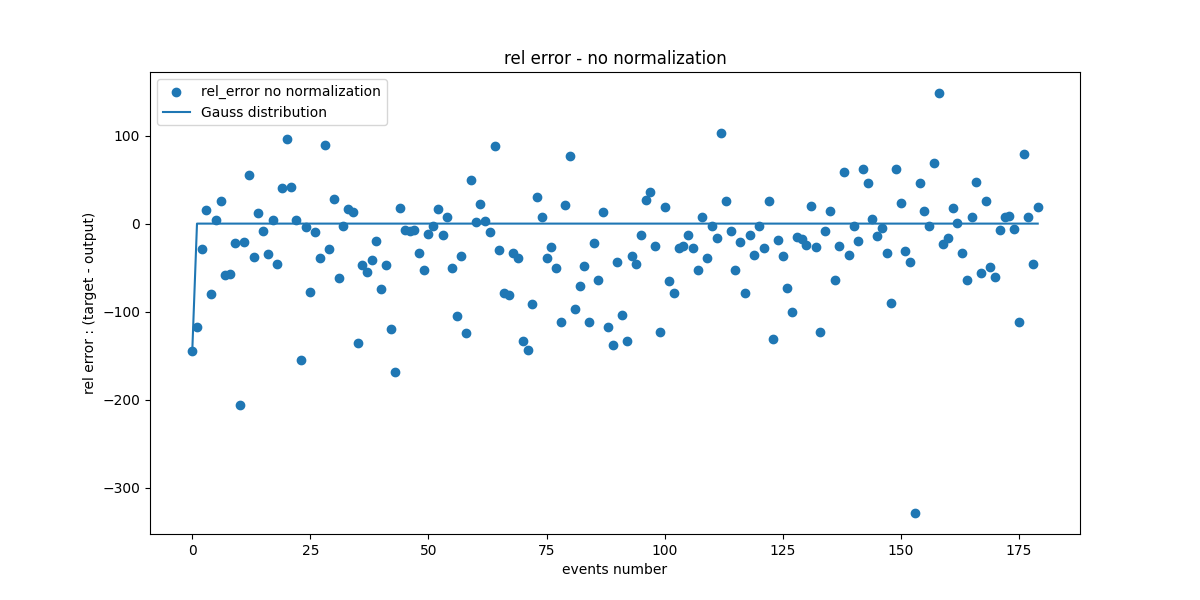 rel error - no normalization
rel_error no normalization
Gauss distribution
rel error : (target - output)
100
0
−100
−200
−300
0
25
50
75
100
125
150
175
events number